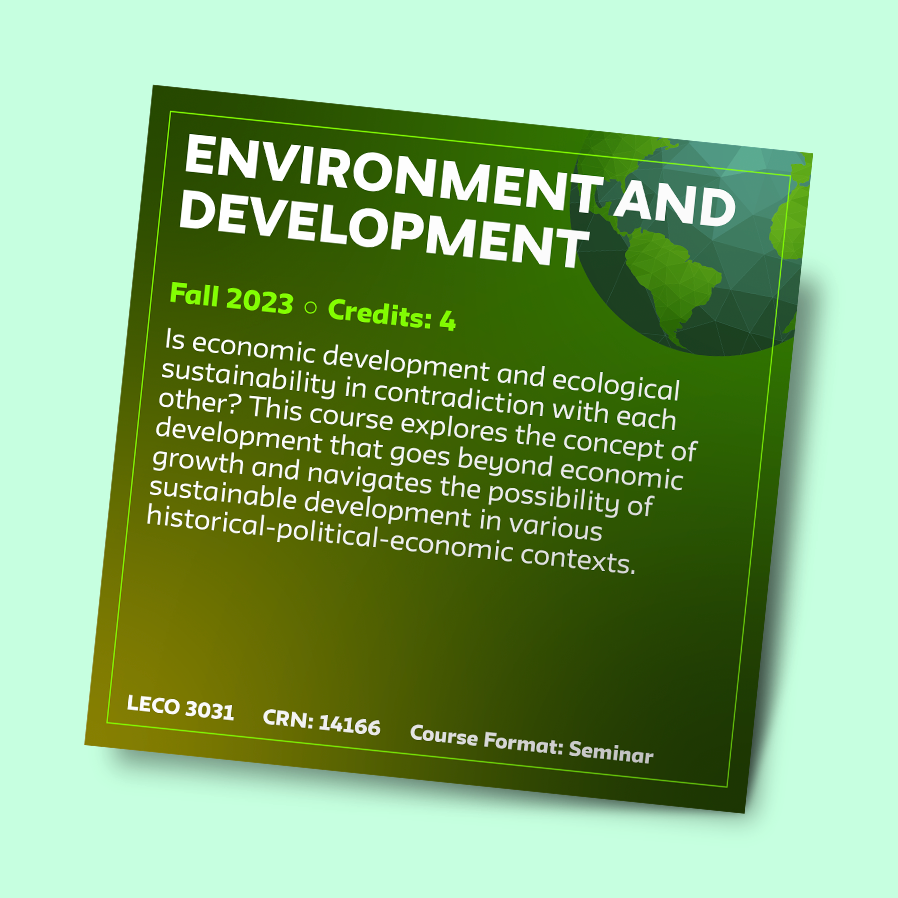 ENVIRONMENT AND
DEVELOPMENT
Fall 2023 ○ Credits: 4
Is economic development and ecological
sustainability in contradiction with each
other? This course explores the concept of
development that goes beyond economic
growth and navigates the possibility of
sustainable development in various
historical-political-economic contexts.
LECO 3031 CRN: 14166 Course Format: Seminar